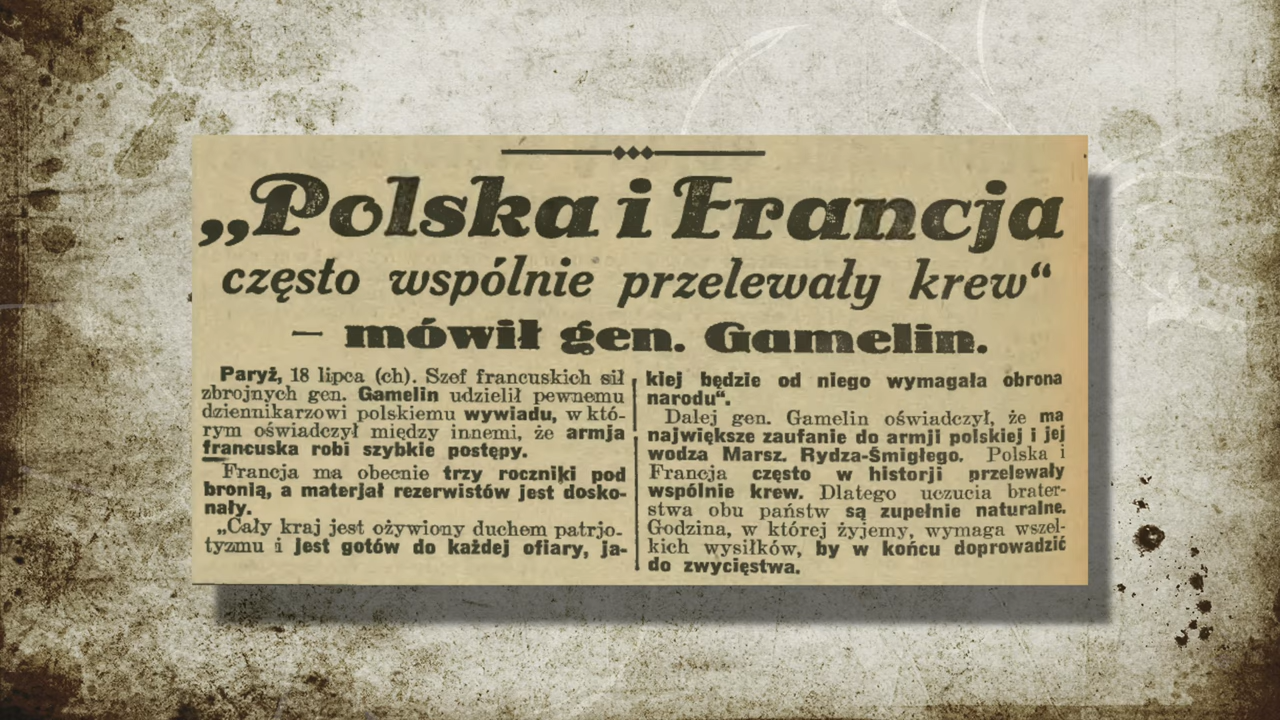 „Polska i Francja
często wspólnie przelewały krew“
— mówił gen. Gamelin.
Paryż, 18 lipca (ch). Szef francuskich sił
zbrojnych gen. Gamelin udzielił pewnemu
dziennikarzowi polskiemu wywiadu, w któ-
rym oświadczył między innemi, że armja
francuska robi szybkie postępy.
Francja ma obecnie trzy roczniki pod
bronią, a materjał rezerwistów jest dosko-
nały.
„Cały kraj jest ożywiony duchem patrjo-
tyzmu i jest gotów do każdej ofiary, ja-
kiej będzie od niego wymagała obrona
narodu“.
Dalej gen. Gamelin oświadczył, że ma
największe zaufanie do armji polskiej i jej
wodza Marsz. Rydza-Śmigłego. Polska i
Francja często w historji przelewały
wspólnie krew. Dlatego uczucia brater-
stwa obu państw są zupełnie naturalne.
Godzina, w której żyjemy, wymaga wszel-
kich wysiłków, by w końcu doprowadzić
do zwycięstwa.